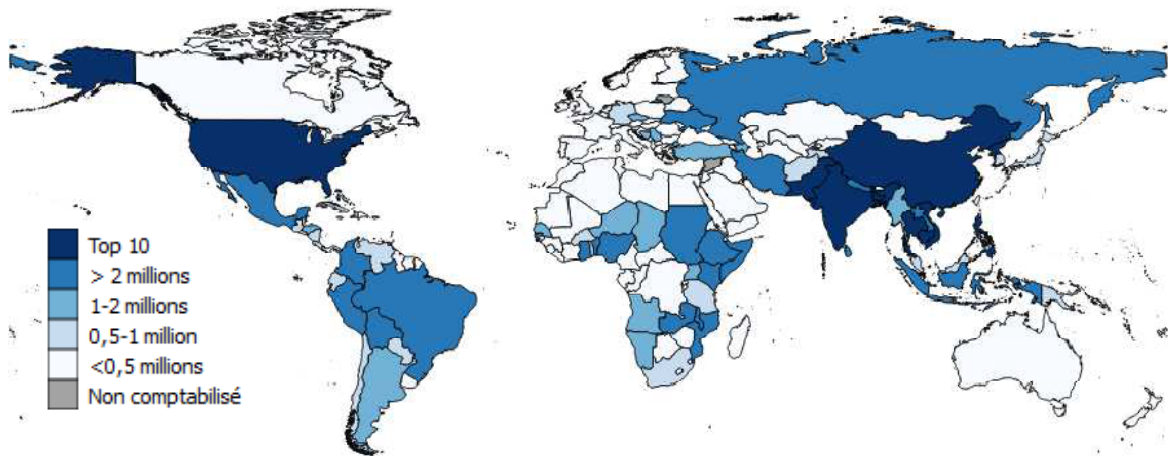 Top 10
> 2 millions
1-2 millions
0,5-1 million
<0,5 millions
Non comptabilisé